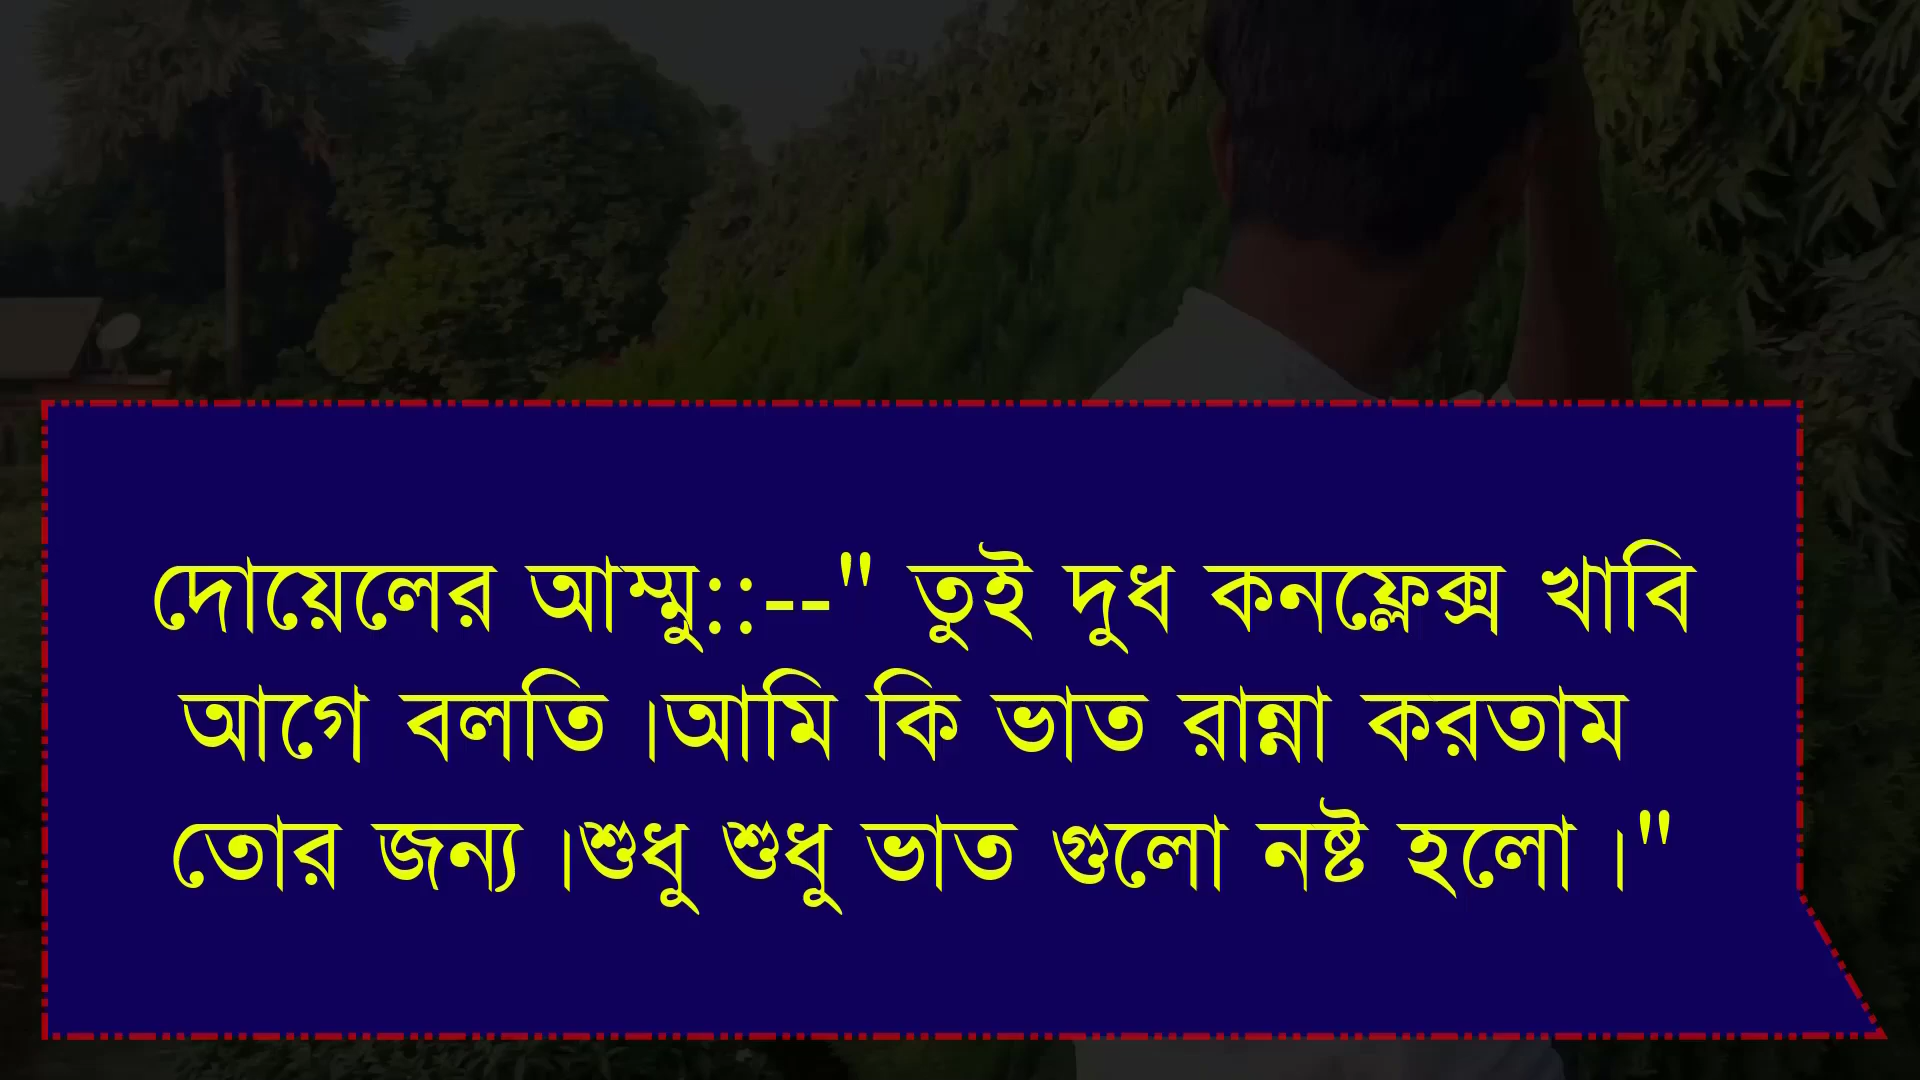 দোয়েলের আম্মু::--" তুই দুধ কনফ্লেক্স খাবি
আগে বলতি।আমি কি ভাত রান্না করতাম
তোর জন্য।শুধু শুধু ভাত গুলো নষ্ট হলো।"